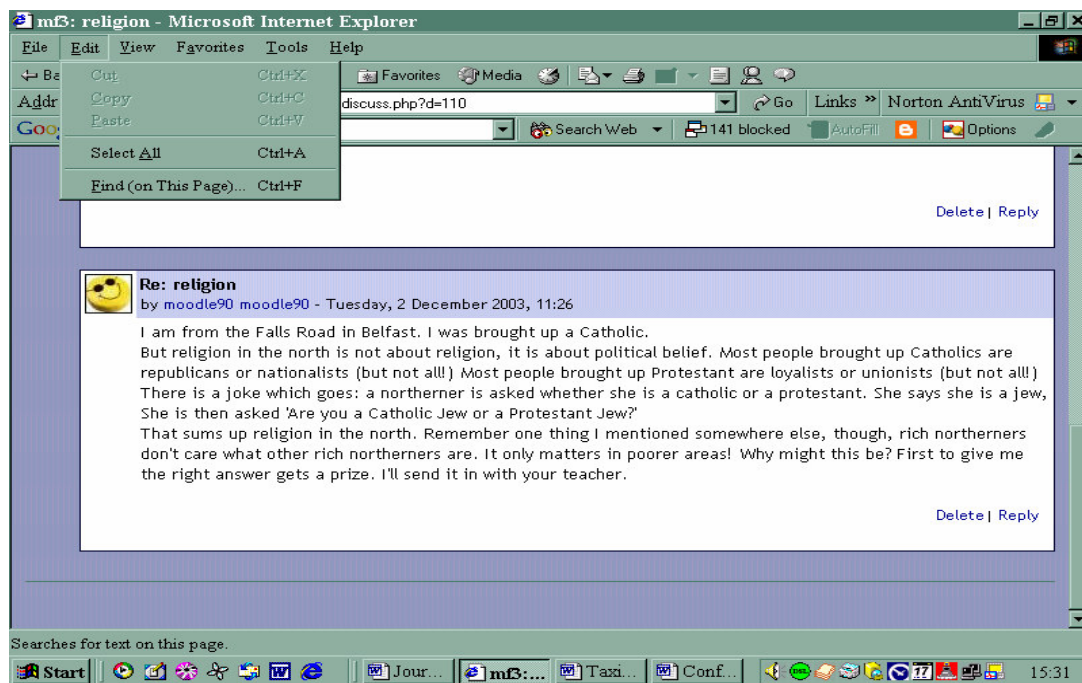 mf3: religion - Microsoft Internet Explorer
File Edit View Favorites Tools Help
Ba Favorites Media
Cut Ctrl+X
Copy Ctrl+C
Paste Ctrl+V
Select All Ctrl+A
Find (on This Page)... Ctrl+F
Addr discuss.php?d=110 Go Links » Norton AntiVirus
Goo Search Web 141 blocked AutoFill Options
Delete | Reply
Re: religion
by moodle90 moodle90 - Tuesday, 2 December 2003, 11:26
I am from the Falls Road in Belfast. I was brought up a Catholic.
But religion in the north is not about religion, it is about political belief. Most people brought up Catholics are
republicans or nationalists (but not all!) Most people brought up Protestant are loyalists or unionists (but not all!)
There is a joke which goes: a northerner is asked whether she is a catholic or a protestant. She says she is a jew,
She is then asked 'Are you a Catholic Jew or a Protestant Jew?'
That sums up religion in the north. Remember one thing I mentioned somewhere else, though, rich northerners
don't care what other rich northerners are. It only matters in poorer areas! Why might this be? First to give me
the right answer gets a prize. I'll send it in with your teacher.
Delete | Reply
Searches for text on this page.
Start Jour... mf3:... Taxi... Conf... 15:31